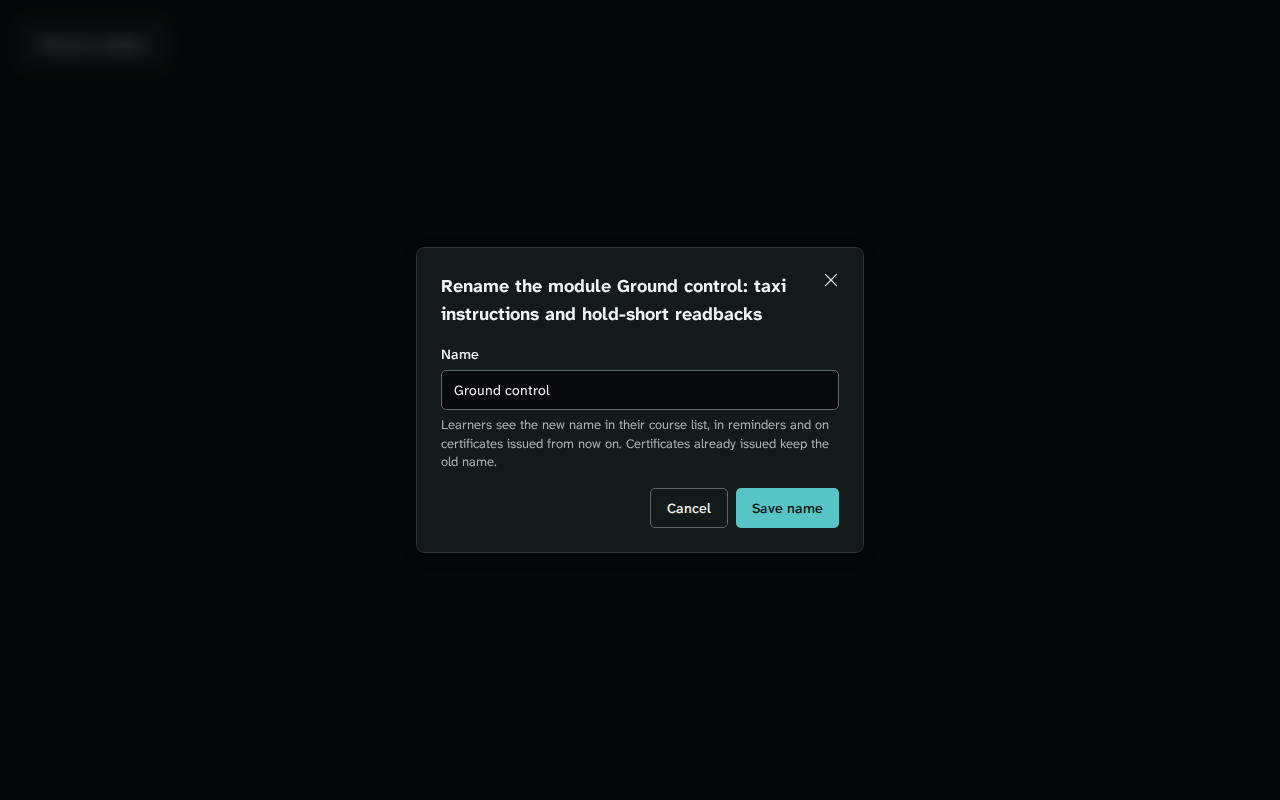 Rename the module Ground control: taxi
instructions and hold-short readbacks
Name
Ground control
Learners see the new name in their course list, in reminders and on
certificates issued from now on. Certificates already issued keep the
old name.
Cancel
Save name